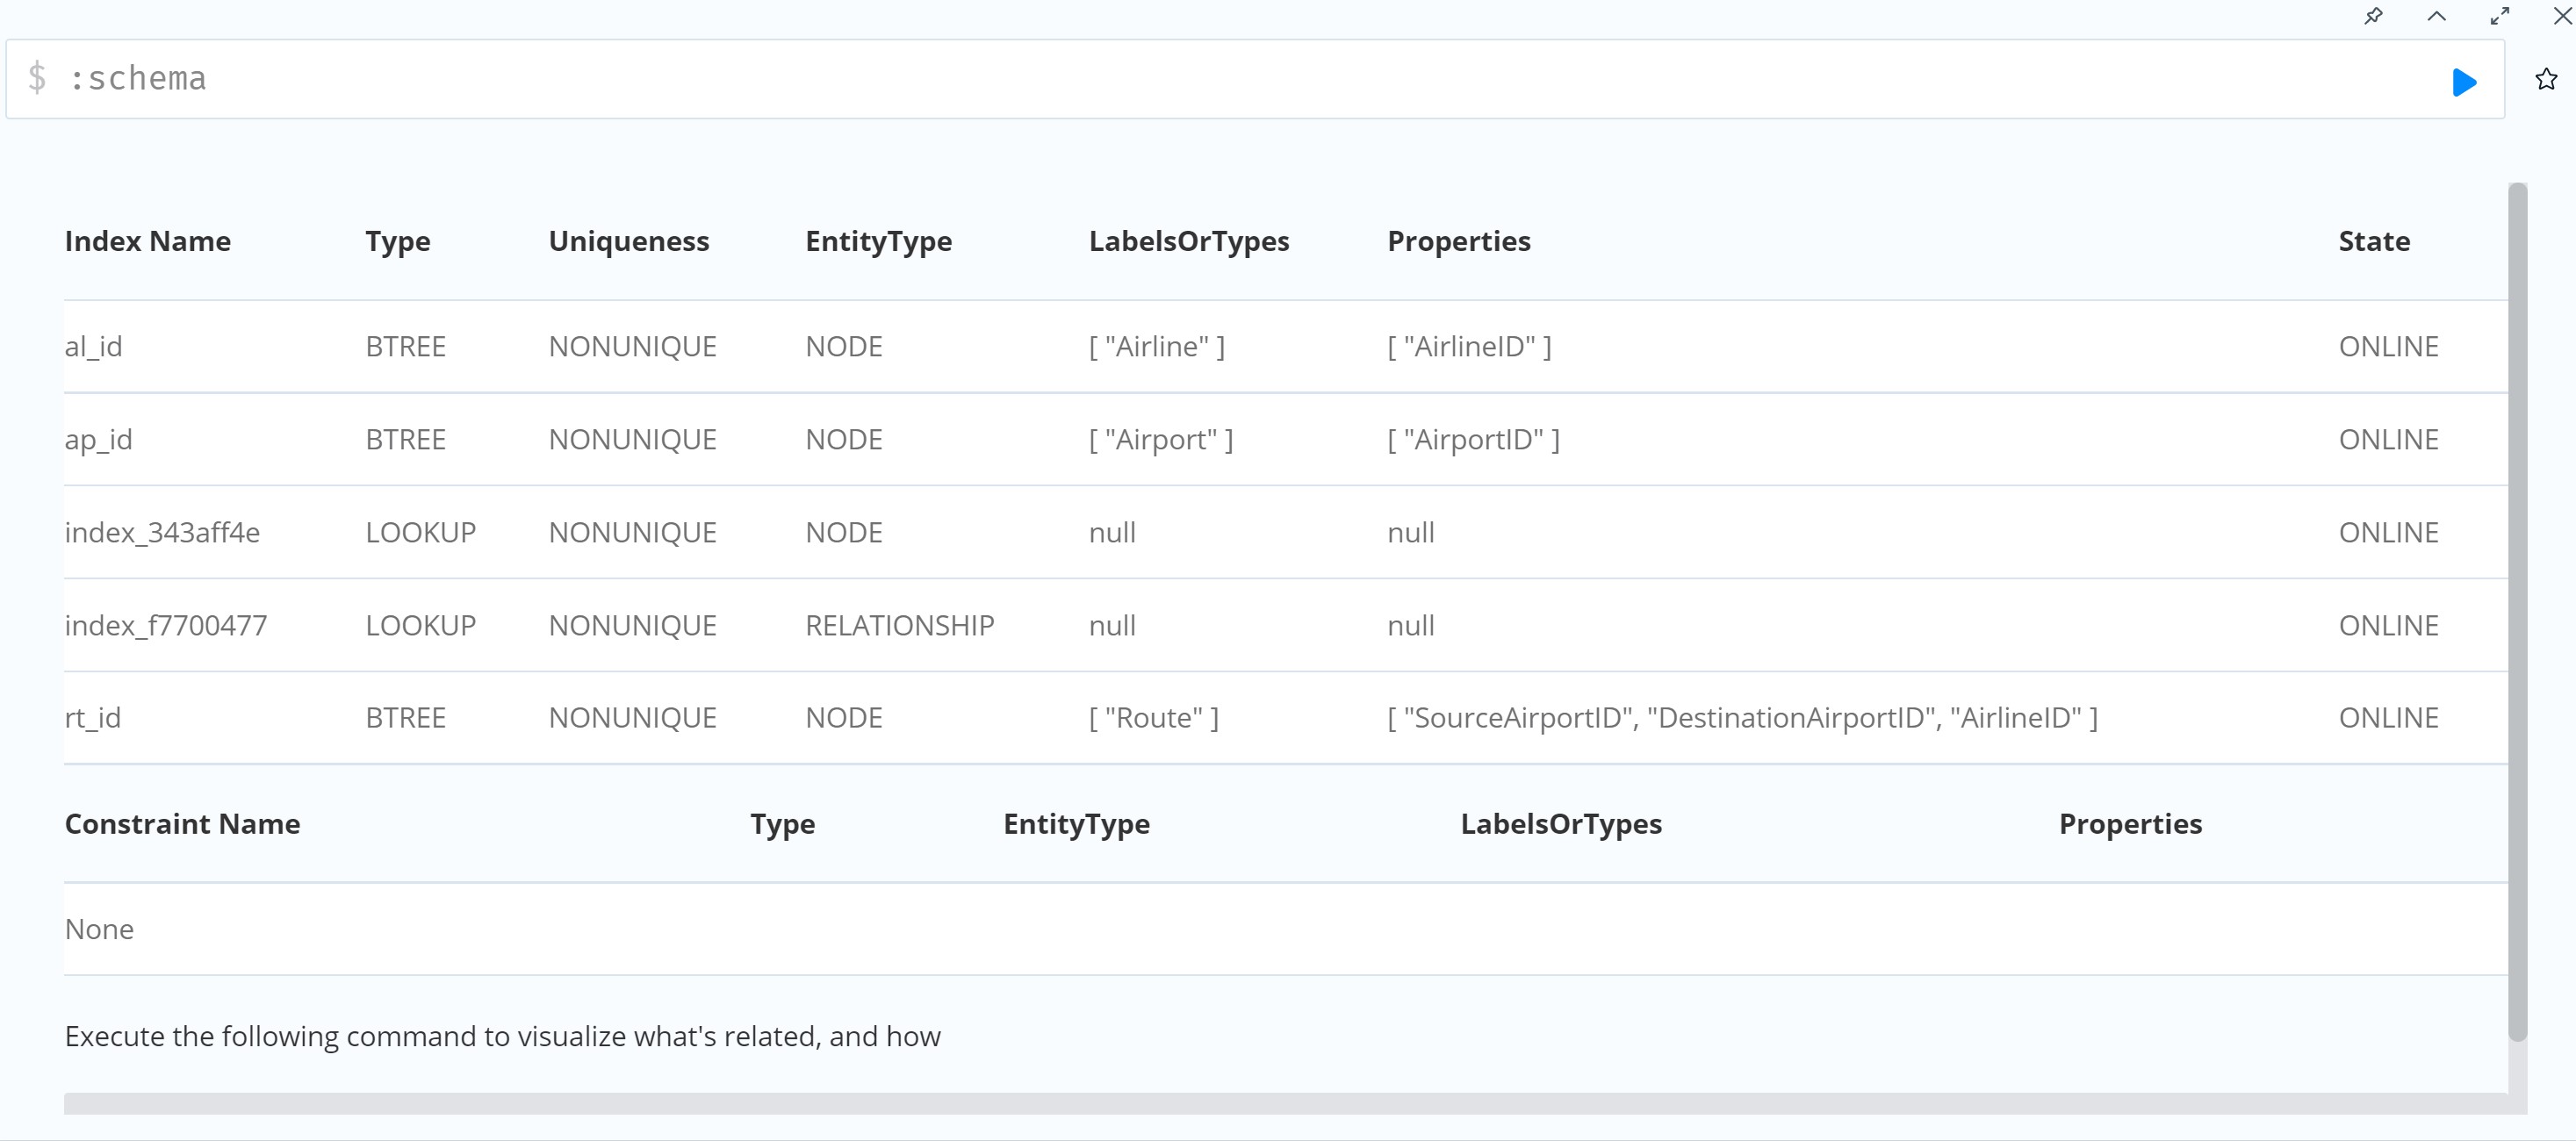 $ :schema
Index Name Type Uniqueness EntityType LabelsOrTypes Properties State
al_id BTREE NONUNIQUE NODE [ "Airline" ] [ "AirlineID" ] ONLINE
ap_id BTREE NONUNIQUE NODE [ "Airport" ] [ "AirportID" ] ONLINE
index_343aff4e LOOKUP NONUNIQUE NODE null null ONLINE
index_f7700477 LOOKUP NONUNIQUE RELATIONSHIP null null ONLINE
rt_id BTREE NONUNIQUE NODE [ "Route" ] [ "SourceAirportID", "DestinationAirportID", "AirlineID" ] ONLINE
Constraint Name Type EntityType LabelsOrTypes Properties
None
Execute the following command to visualize what's related, and how